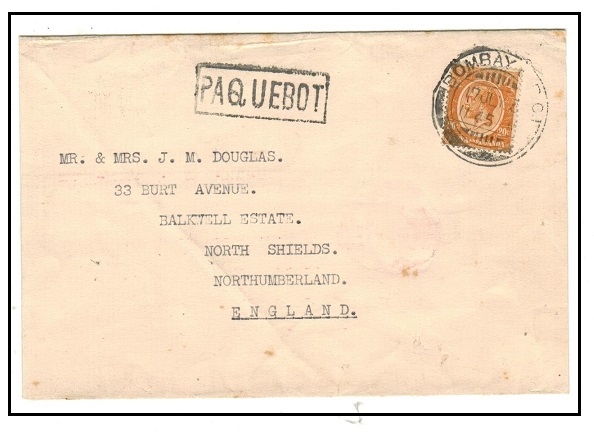 PAQUEBOT
BOMBAY
MR. & MRS. J. M. DOUGLAS.
33 BURT AVENUE.
BALKWELL ESTATE.
NORTH SHIELDS.
NORTHUMBERLAND.
ENGLAND.